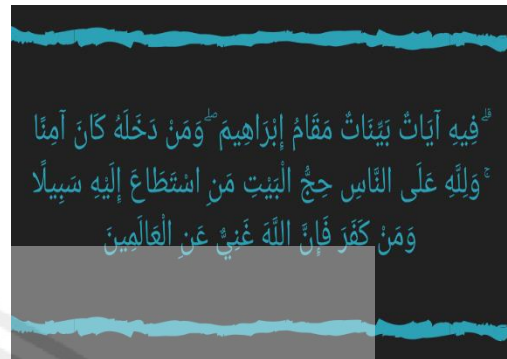 فِيهِ آيَاتٌ بَيِّنَاتٌ مَقَامُ إِبْرَاهِيمَ ۖ وَمَنْ دَخَلَهُ كَانَ آمِنًا ۗ
وَلِلَّهِ عَلَى النَّاسِ حِجُّ الْبَيْتِ مَنِ اسْتَطَاعَ إِلَيْهِ سَبِيلًا ۚ
وَمَنْ كَفَرَ فَإِنَّ اللَّهَ غَنِيٌّ عَنِ الْعَالَمِينَ